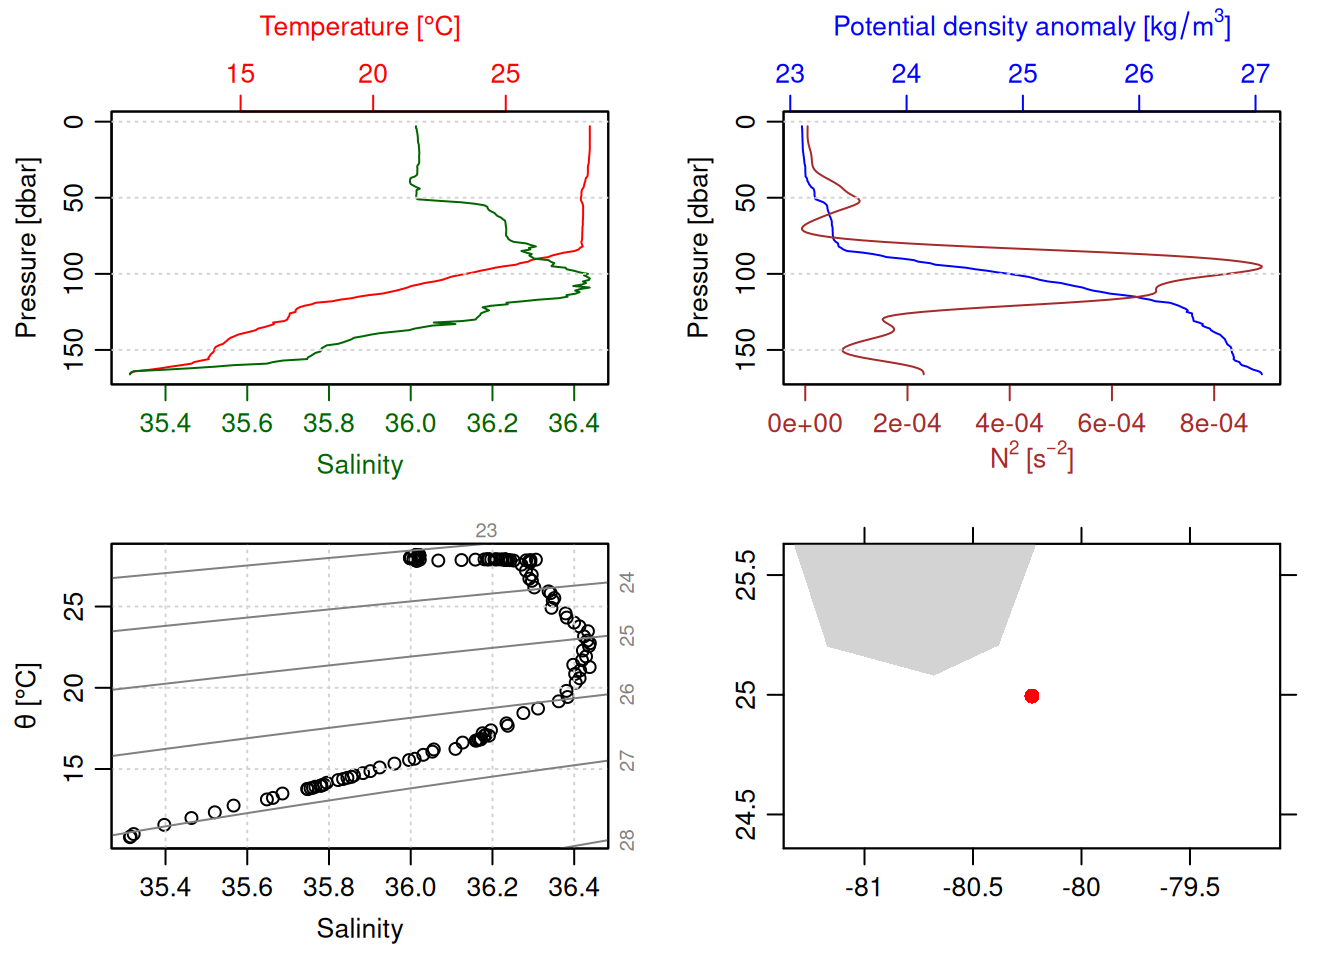 Temperature [°C]
15 20 25
Pressure [dbar]
0
50
100
150
35.4 35.6 35.8 36.0 36.2 36.4
Salinity
Potential density anomaly [kg/m³]
23 24 25 26 27
Pressure [dbar]
0
50
100
150
0e+00 2e-04 4e-04 6e-04 8e-04
N² [s⁻²]
23
24
25
26
27
28
θ [°C]
25
20
15
35.4 35.6 35.8 36.0 36.2 36.4
Salinity
25.5
25
24.5
-81 -80.5 -80 -79.5